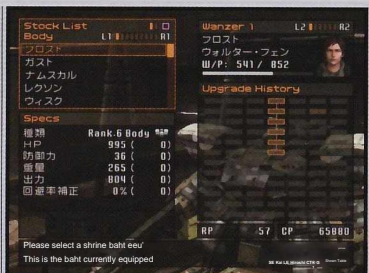 Stock List
Body L1 R1
フロスト
ガスト
ナムスカル
レクソン
ウィスク
Specs
種類 Rank.6 Body
HP 995 ( 0)
防御力 36 ( 0)
重量 265 ( 0)
出力 804 ( 0)
回避率補正 0% ( 0)
Please select a shrine baht eeu'
This is the baht currently equipped
Wanzer 1 L2 R2
フロスト
ウォルター・フェン
W/P: 541/ 852
Upgrade History
RP 57 CP 65880